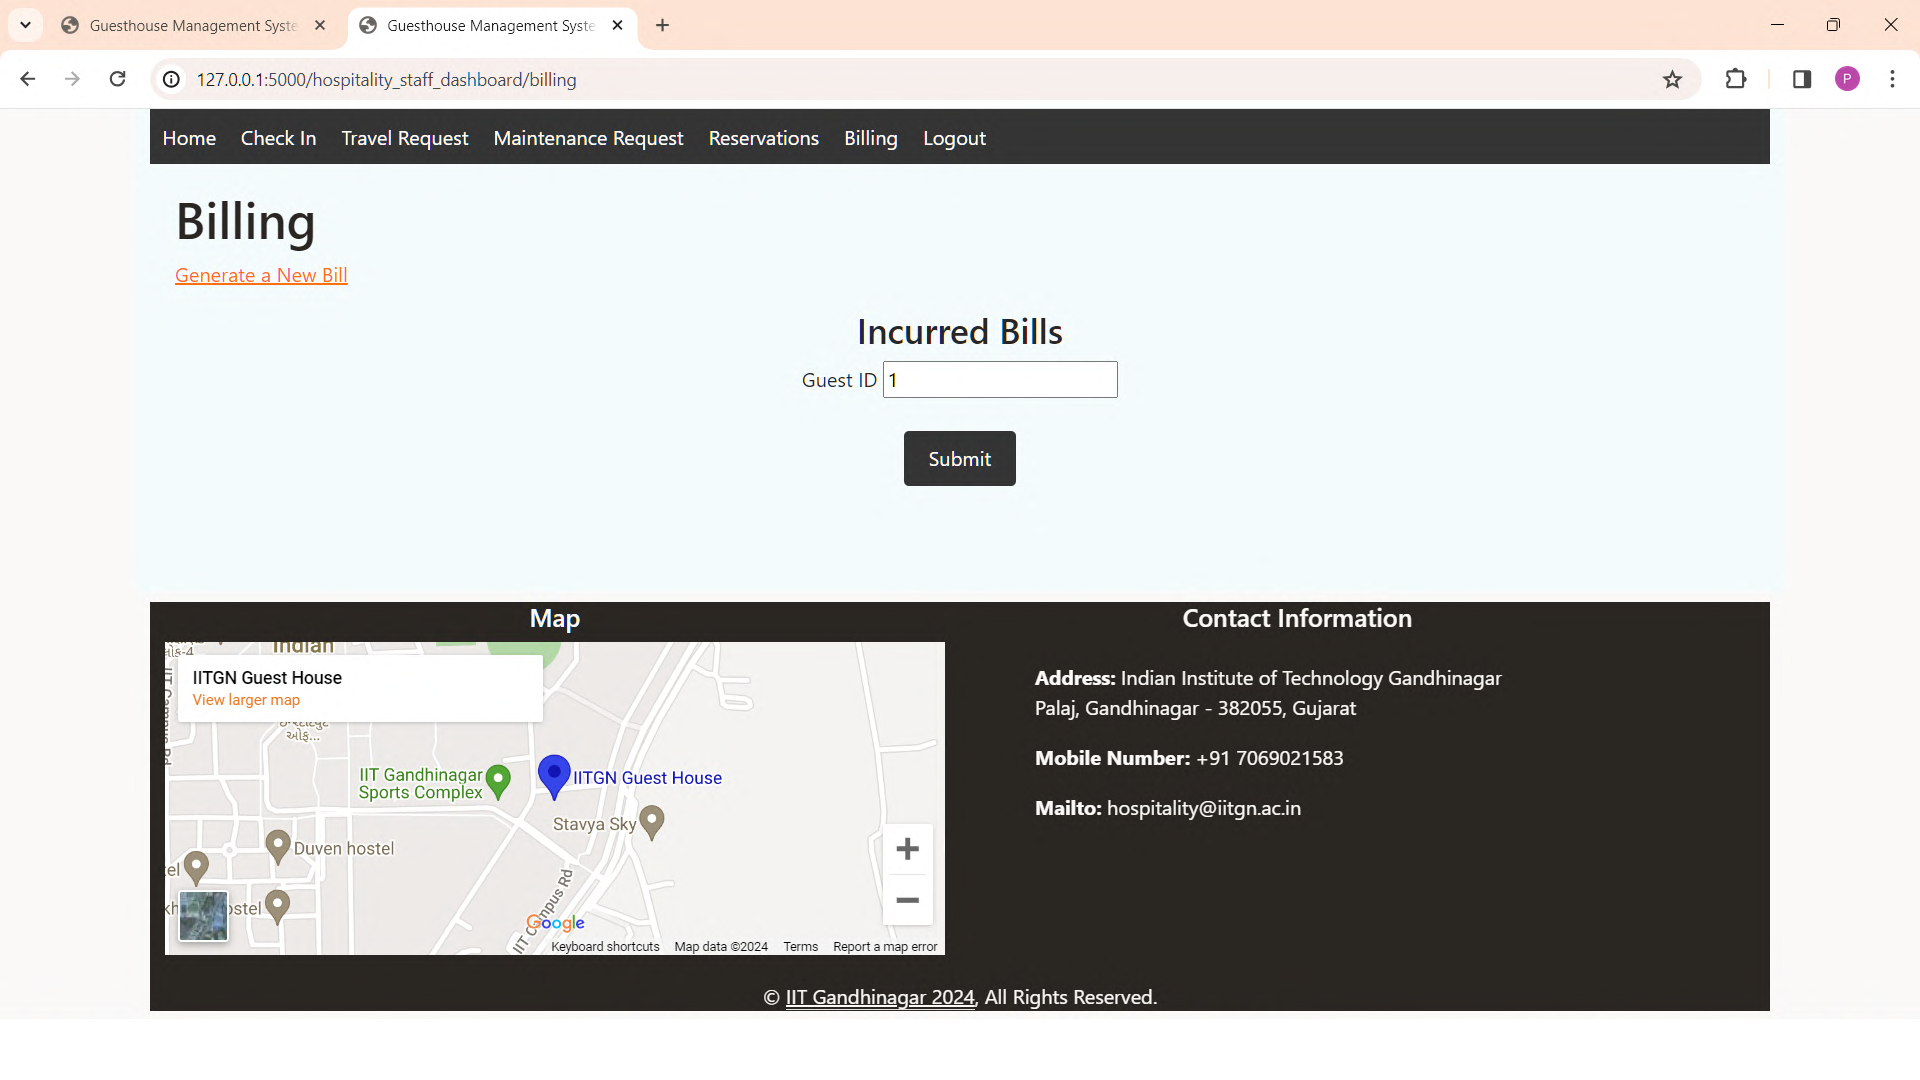 Guesthouse Management Syste
Guesthouse Management Syste
127.0.0.1:5000/hospitality_staff_dashboard/billing
P
Home Check In Travel Request Maintenance Request Reservations Billing Logout
Billing
Generate a New Bill
Incurred Bills
Guest ID 1
Submit
Map
Indian
IITGN Guest House
View larger map
ઓફ...
IIT Gandhinagar
Sports Complex
IITGN Guest House
Stavya Sky
Duven hostel
IIT Campus Rd
Google
Keyboard shortcuts Map data ©2024 Terms Report a map error
Contact Information
Address: Indian Institute of Technology Gandhinagar
Palaj, Gandhinagar - 382055, Gujarat
Mobile Number: +91 7069021583
Mailto: hospitality@iitgn.ac.in
© IIT Gandhinagar 2024, All Rights Reserved.